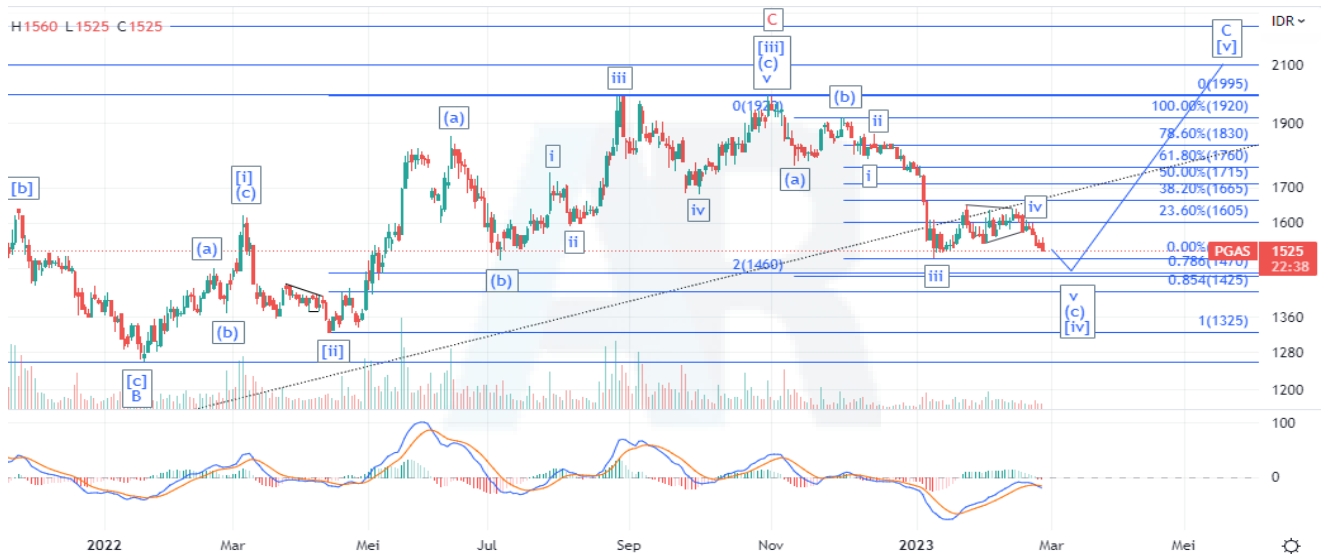 H1560 L1525 C1525
IDR
C
[v]
C
[iii]
(c)
v
2100
0(1995)
iii
(b)
0(1920)
100.00%(1920)
1900
(a)
ii
78.60%(1830)
i
61.80%(1760)
[i]
(c)
(a)
i
50.00%(1715)
[b]
iv
38.20%(1665)
1700
iv
23.60%(1605)
1600
(a)
ii
0.00%
PGAS
1525
22:38
2(1460)
0.786(1470)
(b)
iii
0.854(1425)
(b)
v
(c)
[iv]
1(1325)
1360
[ii]
1280
[c]
B
1200
100
0
2022
Mar
Mei
Jul
Sep
Nov
2023
Mar
Mei